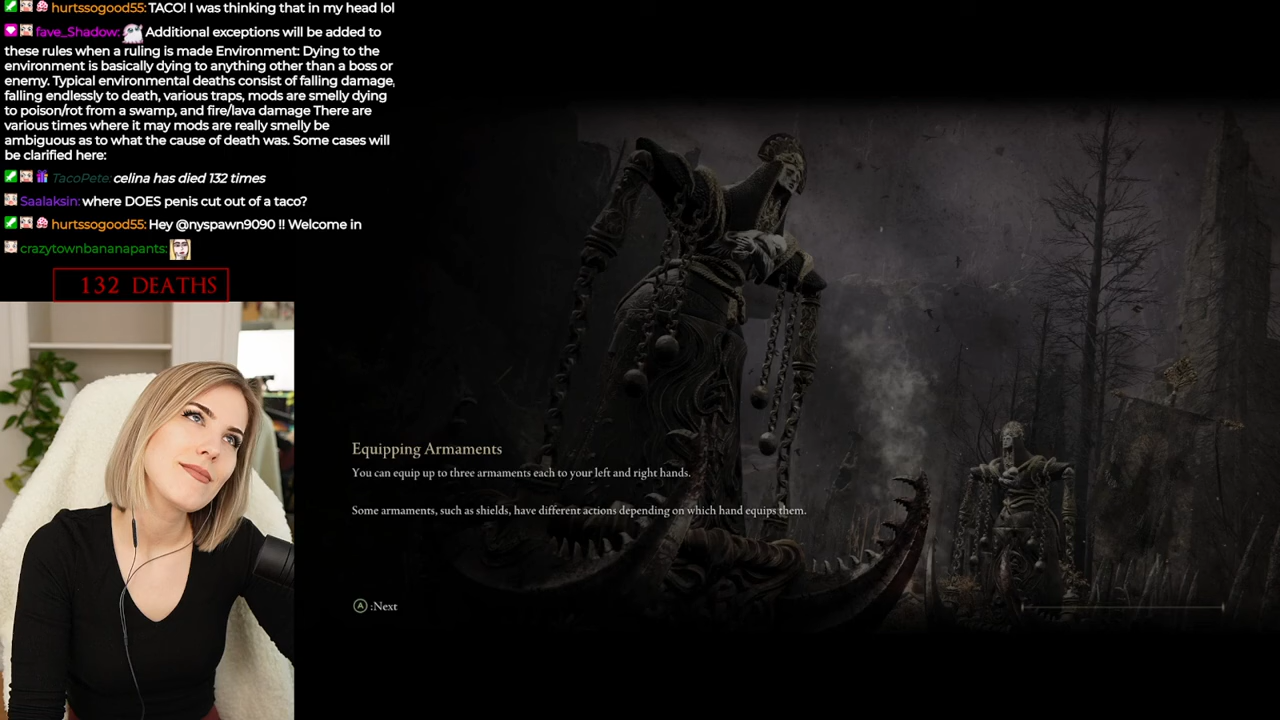 hurtssogood55: TACO! I was thinking that in my head lol
fave_Shadow: Additional exceptions will be added to
these rules when a ruling is made Environment: Dying to the
environment is basically dying to anything other than a boss or
enemy. Typical environmental deaths consist of falling damage,
falling endlessly to death, various traps, mods are smelly dying
to poison/rot from a swamp, and fire/lava damage There are
various times where it may mods are really smelly be
ambiguous as to what the cause of death was. Some cases will
be clarified here:
TacoPete: celina has died 132 times
Saalaksin: where DOES penis cut out of a taco?
hurtssogood55: Hey @nyspawn9090 !! Welcome in
crazytownbananapants:
132 DEATHS
Equipping Armaments
You can equip up to three armaments each to your left and right hands.
Some armaments, such as shields, have different actions depending on which hand equips them.
A :Next